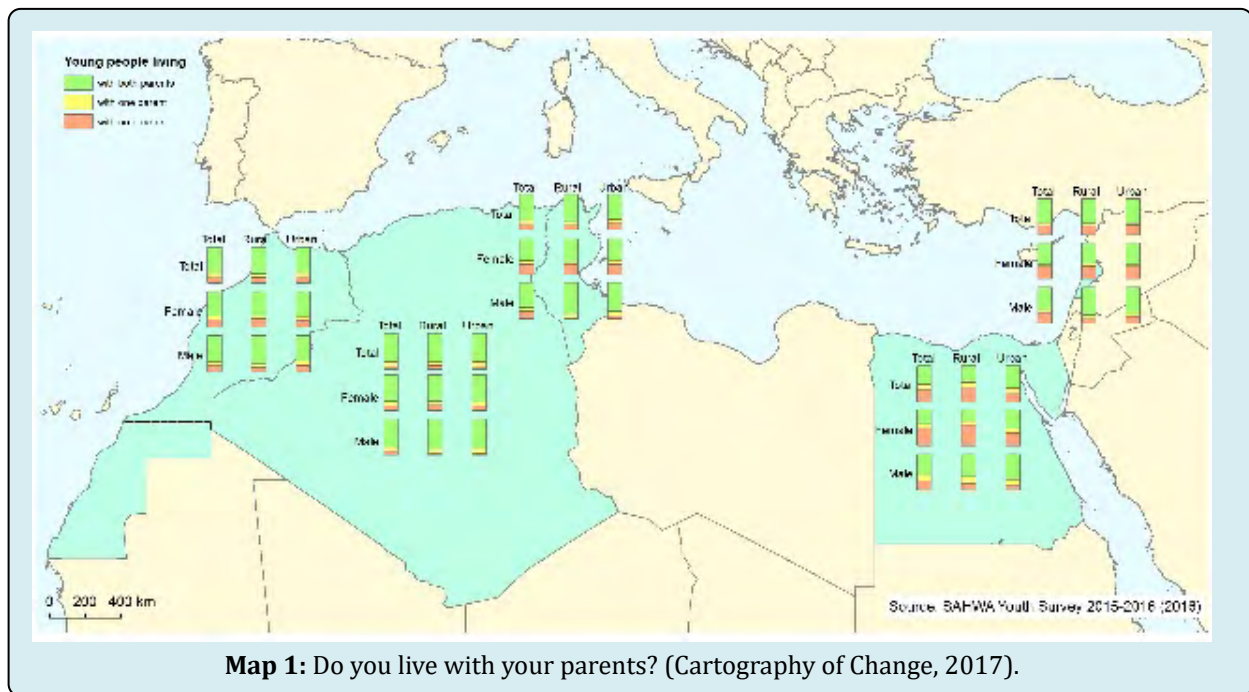 Young people living
with both parents
with one parent
Total Rural Urban
Total
Female
Male
Total Rural Urban
Total
Female
Male
Total Rural Urban
Total
Female
Male
Total Rural Urban
Total
Female
Male
Total Rural Urban
Total
Female
Male
0 200 400 km
Source: SAHWA Youth Survey 2015-2016 (2016)
Map 1: Do you live with your parents? (Cartography of Change, 2017).